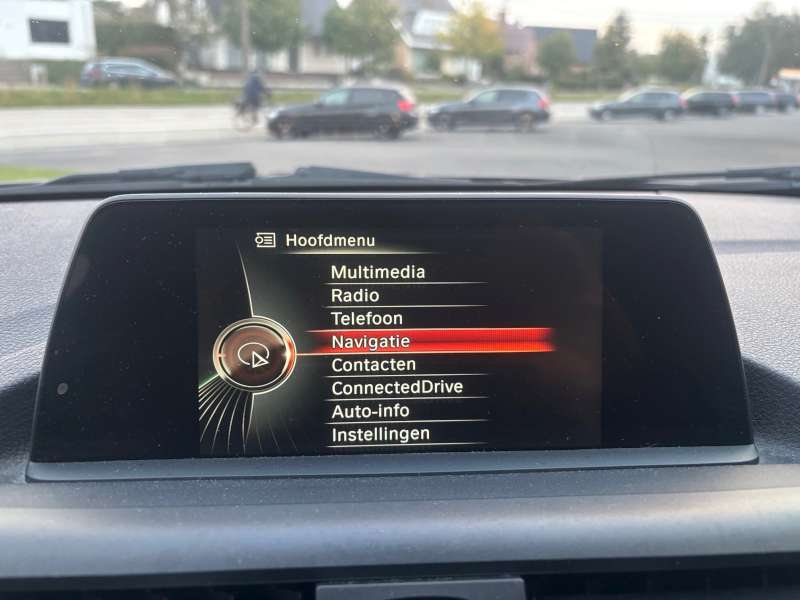 Hoofdmenu
Multimedia
Radio
Telefoon
Navigatie
Contacten
ConnectedDrive
Auto-info
Instellingen